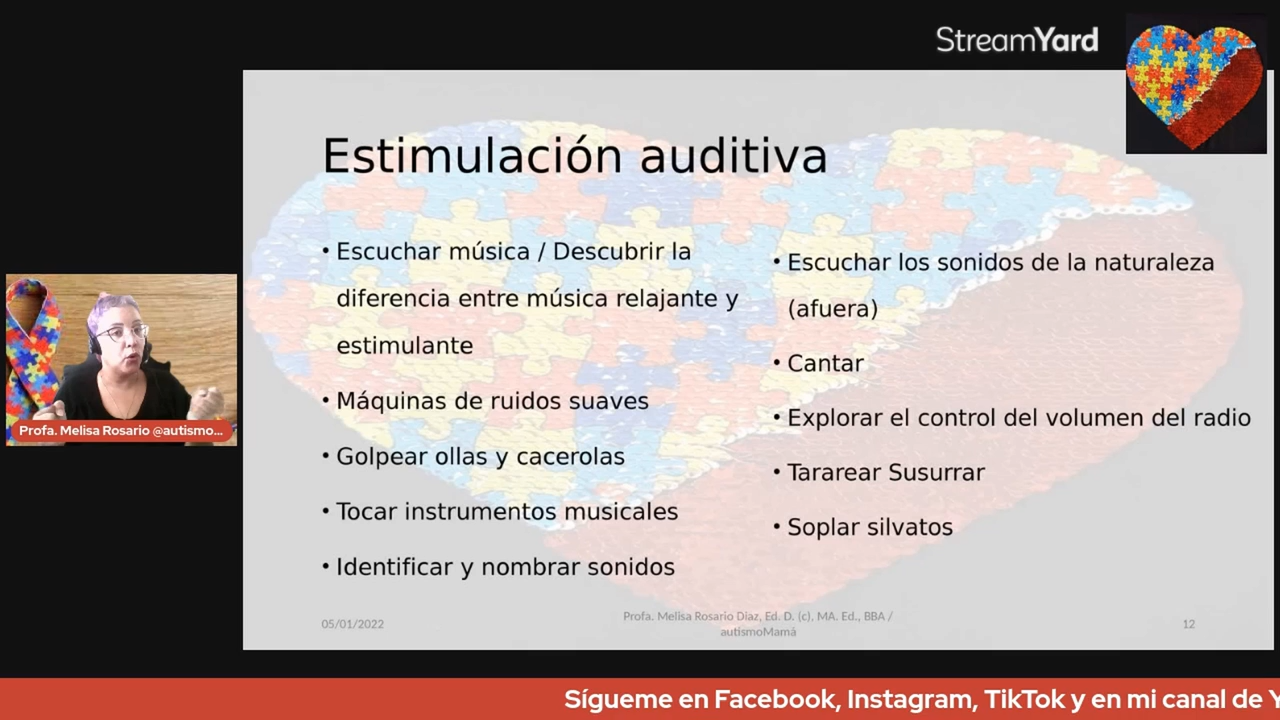 StreamYard
Estimulación auditiva
• Escuchar música / Descubrir la
diferencia entre música relajante y
estimulante
• Máquinas de ruidos suaves
• Golpear ollas y cacerolas
• Tocar instrumentos musicales
• Identificar y nombrar sonidos
• Escuchar los sonidos de la naturaleza
(afuera)
• Cantar
• Explorar el control del volumen del radio
• Tararear Susurrar
• Soplar silvatos
05/01/2022
Profa. Melisa Rosario Diaz, Ed. D. (c), MA. Ed., BBA /
autismoMamá
12
Profa. Melisa Rosario @autismo...
Sígueme en Facebook, Instagram, TikTok y en mi canal de Y